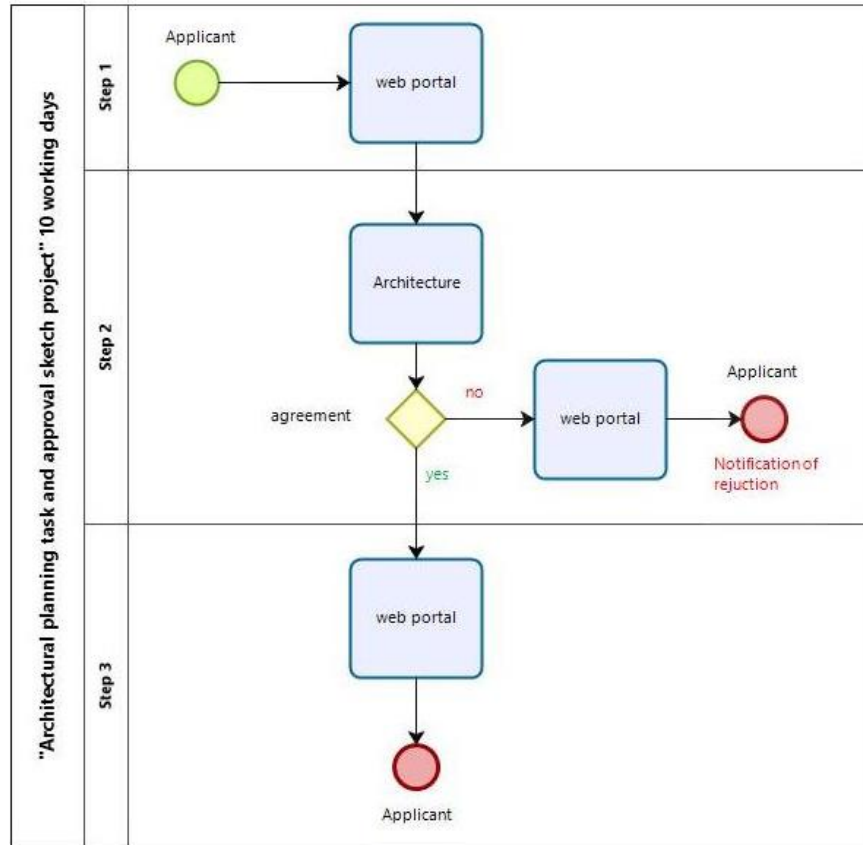 "Architectural planning task and approval sketch project" 10 working days
Step 1
Applicant
web portal
Step 2
Architecture
agreement
no
yes
web portal
Applicant
Notification of
rejuction
Step 3
web portal
Applicant